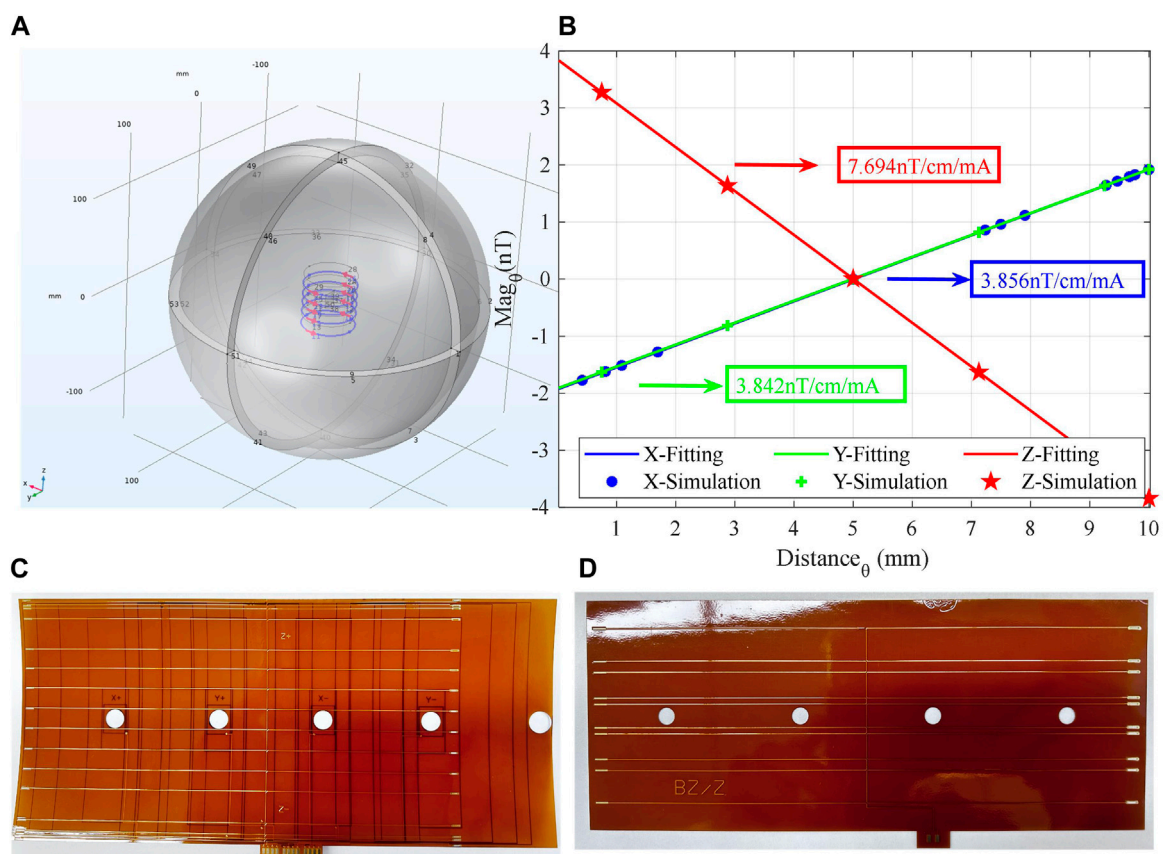 A
mm
-100
0
100
100
mm
0
-100
100
49
47
45
32
48
46
36
4
8
28
53
52
2
51
34
9
5
41
43
7
3
11
z
x
y
B
4
3
2
1
0
-1
-2
-3
-4
Magθ(nT)
7.694nT/cm/mA
3.856nT/cm/mA
3.842nT/cm/mA
X-Fitting Y-Fitting Z-Fitting
X-Simulation Y-Simulation Z-Simulation
1 2 3 4 5 6 7 8 9 10
Distanceθ (mm)
C
Z+
X+ Y+ X- Y-
Z-
D
BZ/Z